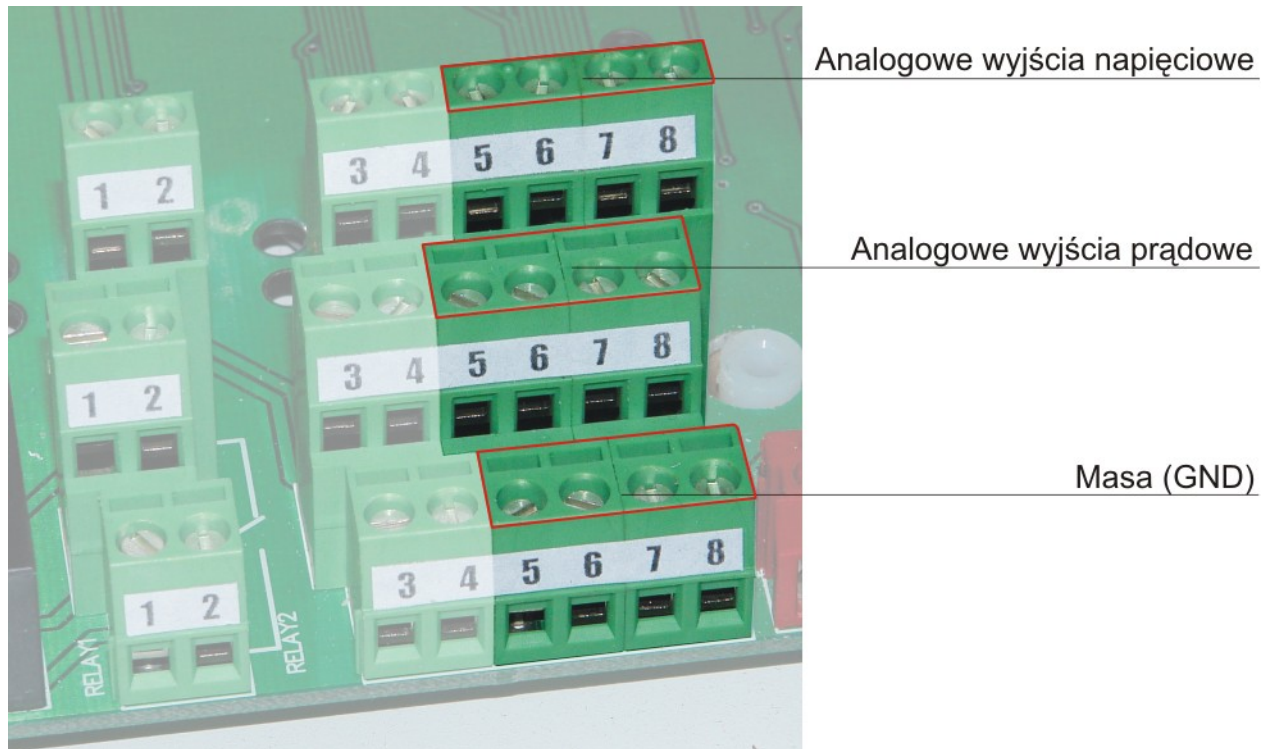 Analogowe wyjścia napięciowe
1 2 3 4 5 6 7 8
Analogowe wyjścia prądowe
1 2 3 4 5 6 7 8
Masa (GND)
1 2 3 4 5 6 7 8
RELAY1
RELAY2